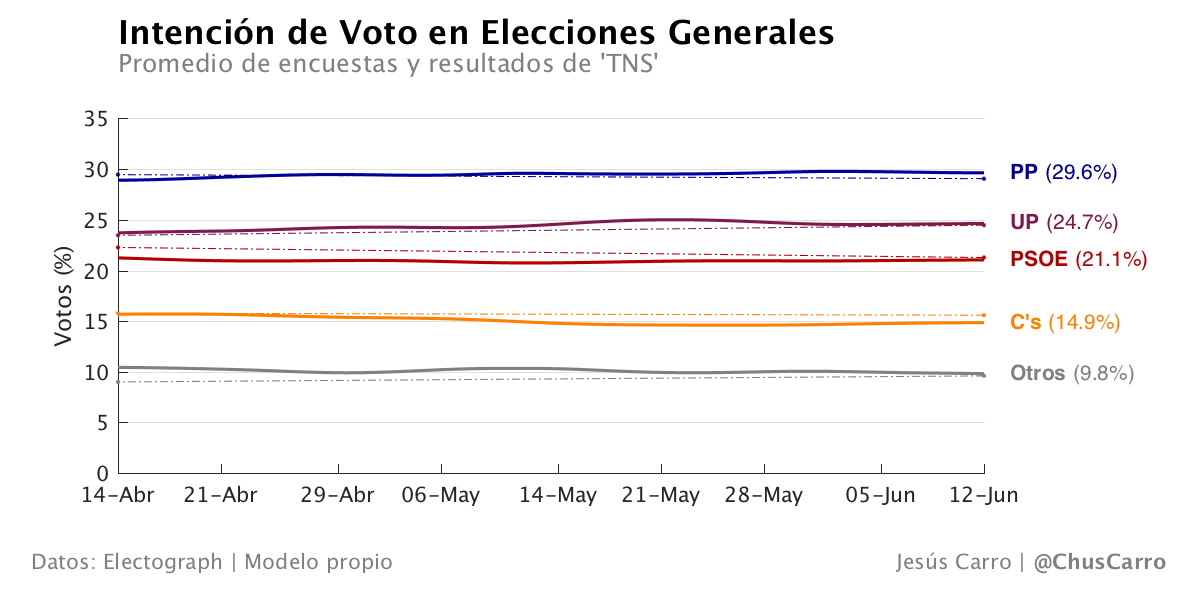 Intención de Voto en Elecciones Generales
Promedio de encuestas y resultados de 'TNS'
Votos (%)
35
30
25
20
15
10
5
0
14-Abr 21-Abr 29-Abr 06-May 14-May 21-May 28-May 05-Jun 12-Jun
PP (29.6%)
UP (24.7%)
PSOE (21.1%)
C's (14.9%)
Otros (9.8%)
Datos: Electograph | Modelo propio
Jesús Carro | @ChusCarro